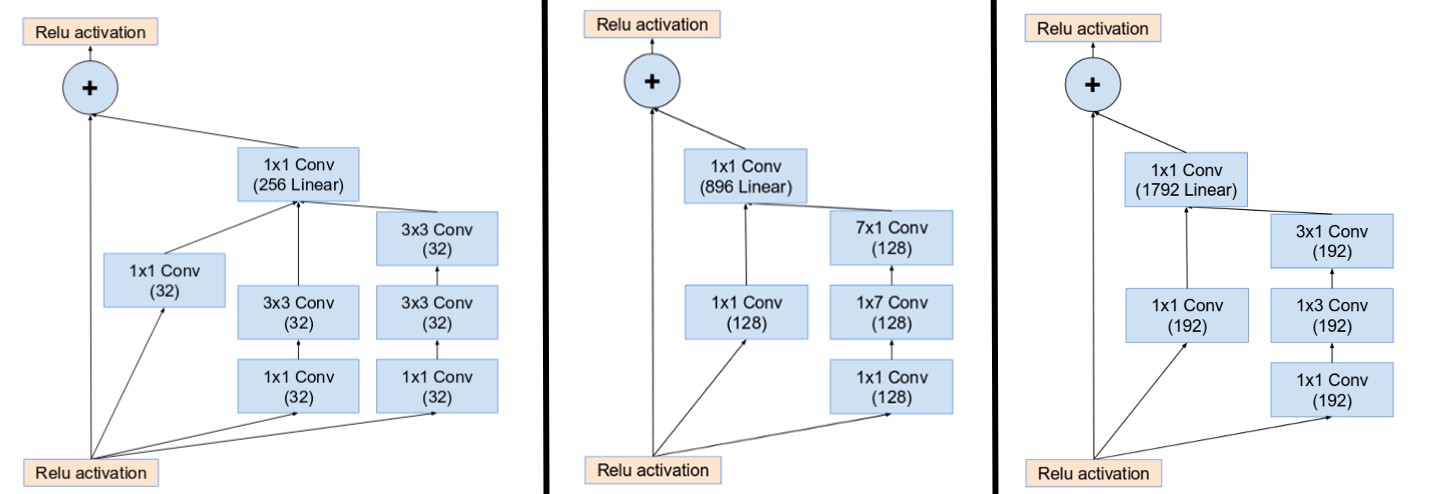 Relu activation
+
1x1 Conv
(256 Linear)
3x3 Conv
(32)
1x1 Conv
(32)
3x3 Conv
(32)
3x3 Conv
(32)
1x1 Conv
(32)
1x1 Conv
(32)
Relu activation
Relu activation
+
1x1 Conv
(896 Linear)
7x1 Conv
(128)
1x1 Conv
(128)
1x7 Conv
(128)
1x1 Conv
(128)
Relu activation
Relu activation
+
1x1 Conv
(1792 Linear)
3x1 Conv
(192)
1x1 Conv
(192)
1x3 Conv
(192)
1x1 Conv
(192)
Relu activation